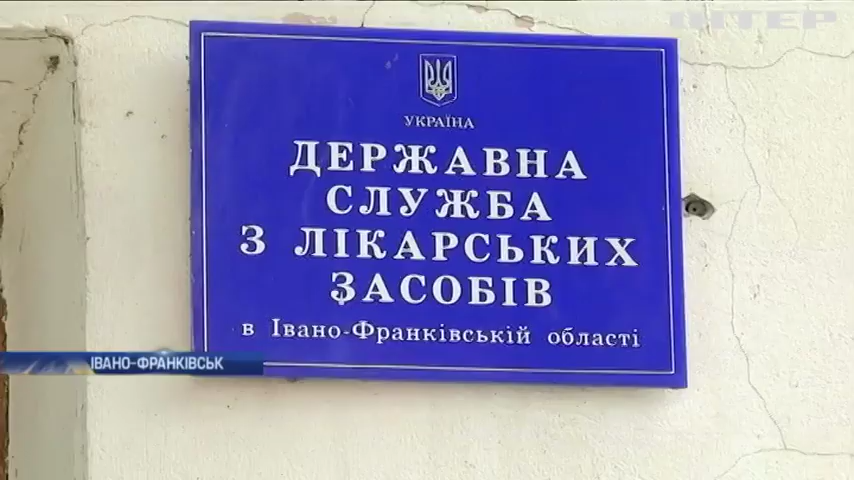 ІНТЕР
УКРАЇНА
ДЕРЖАВНА
СЛУЖБА
З ЛІКАРСЬКИХ
ЗАСОБІВ
в Івано-Франківській області
ІВАНО-ФРАНКІВСЬК